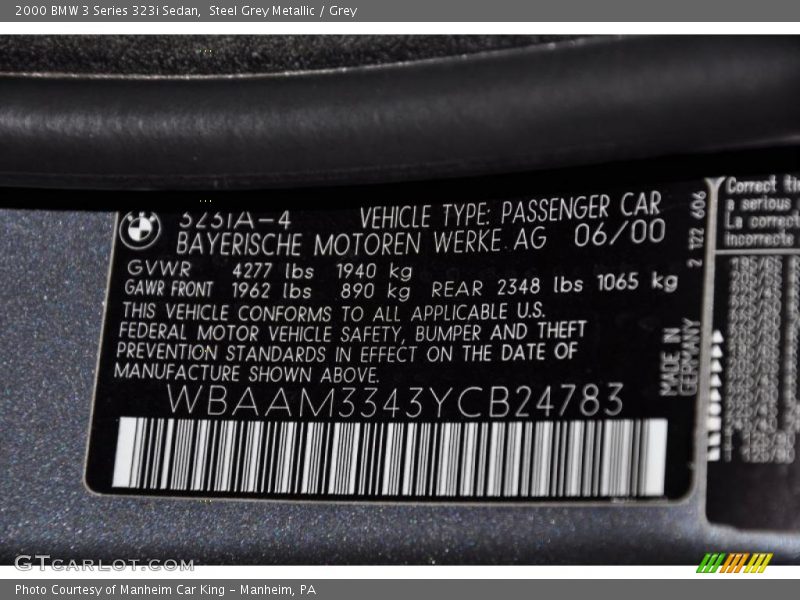 2000 BMW 3 Series 323i Sedan,  Steel Grey Metallic / Grey
323iA-4 VEHICLE TYPE: PASSENGER CAR
BAYERISCHE MOTOREN WERKE AG 06/00
GVWR 4277 lbs 1940 kg
GAWR FRONT 1962 lbs 890 kg REAR 2348 lbs 1065 kg
THIS VEHICLE CONFORMS TO ALL APPLICABLE U.S.
FEDERAL MOTOR VEHICLE SAFETY, BUMPER AND THEFT
PREVENTION STANDARDS IN EFFECT ON THE DATE OF
MANUFACTURE SHOWN ABOVE.
WBAAM3343YCB24783
2 122 606
MADE IN
GERMANY
Correct
a serious
La correct
incorrecte
GTCARLOT.COM
Photo Courtesy of Manheim Car King - Manheim, PA